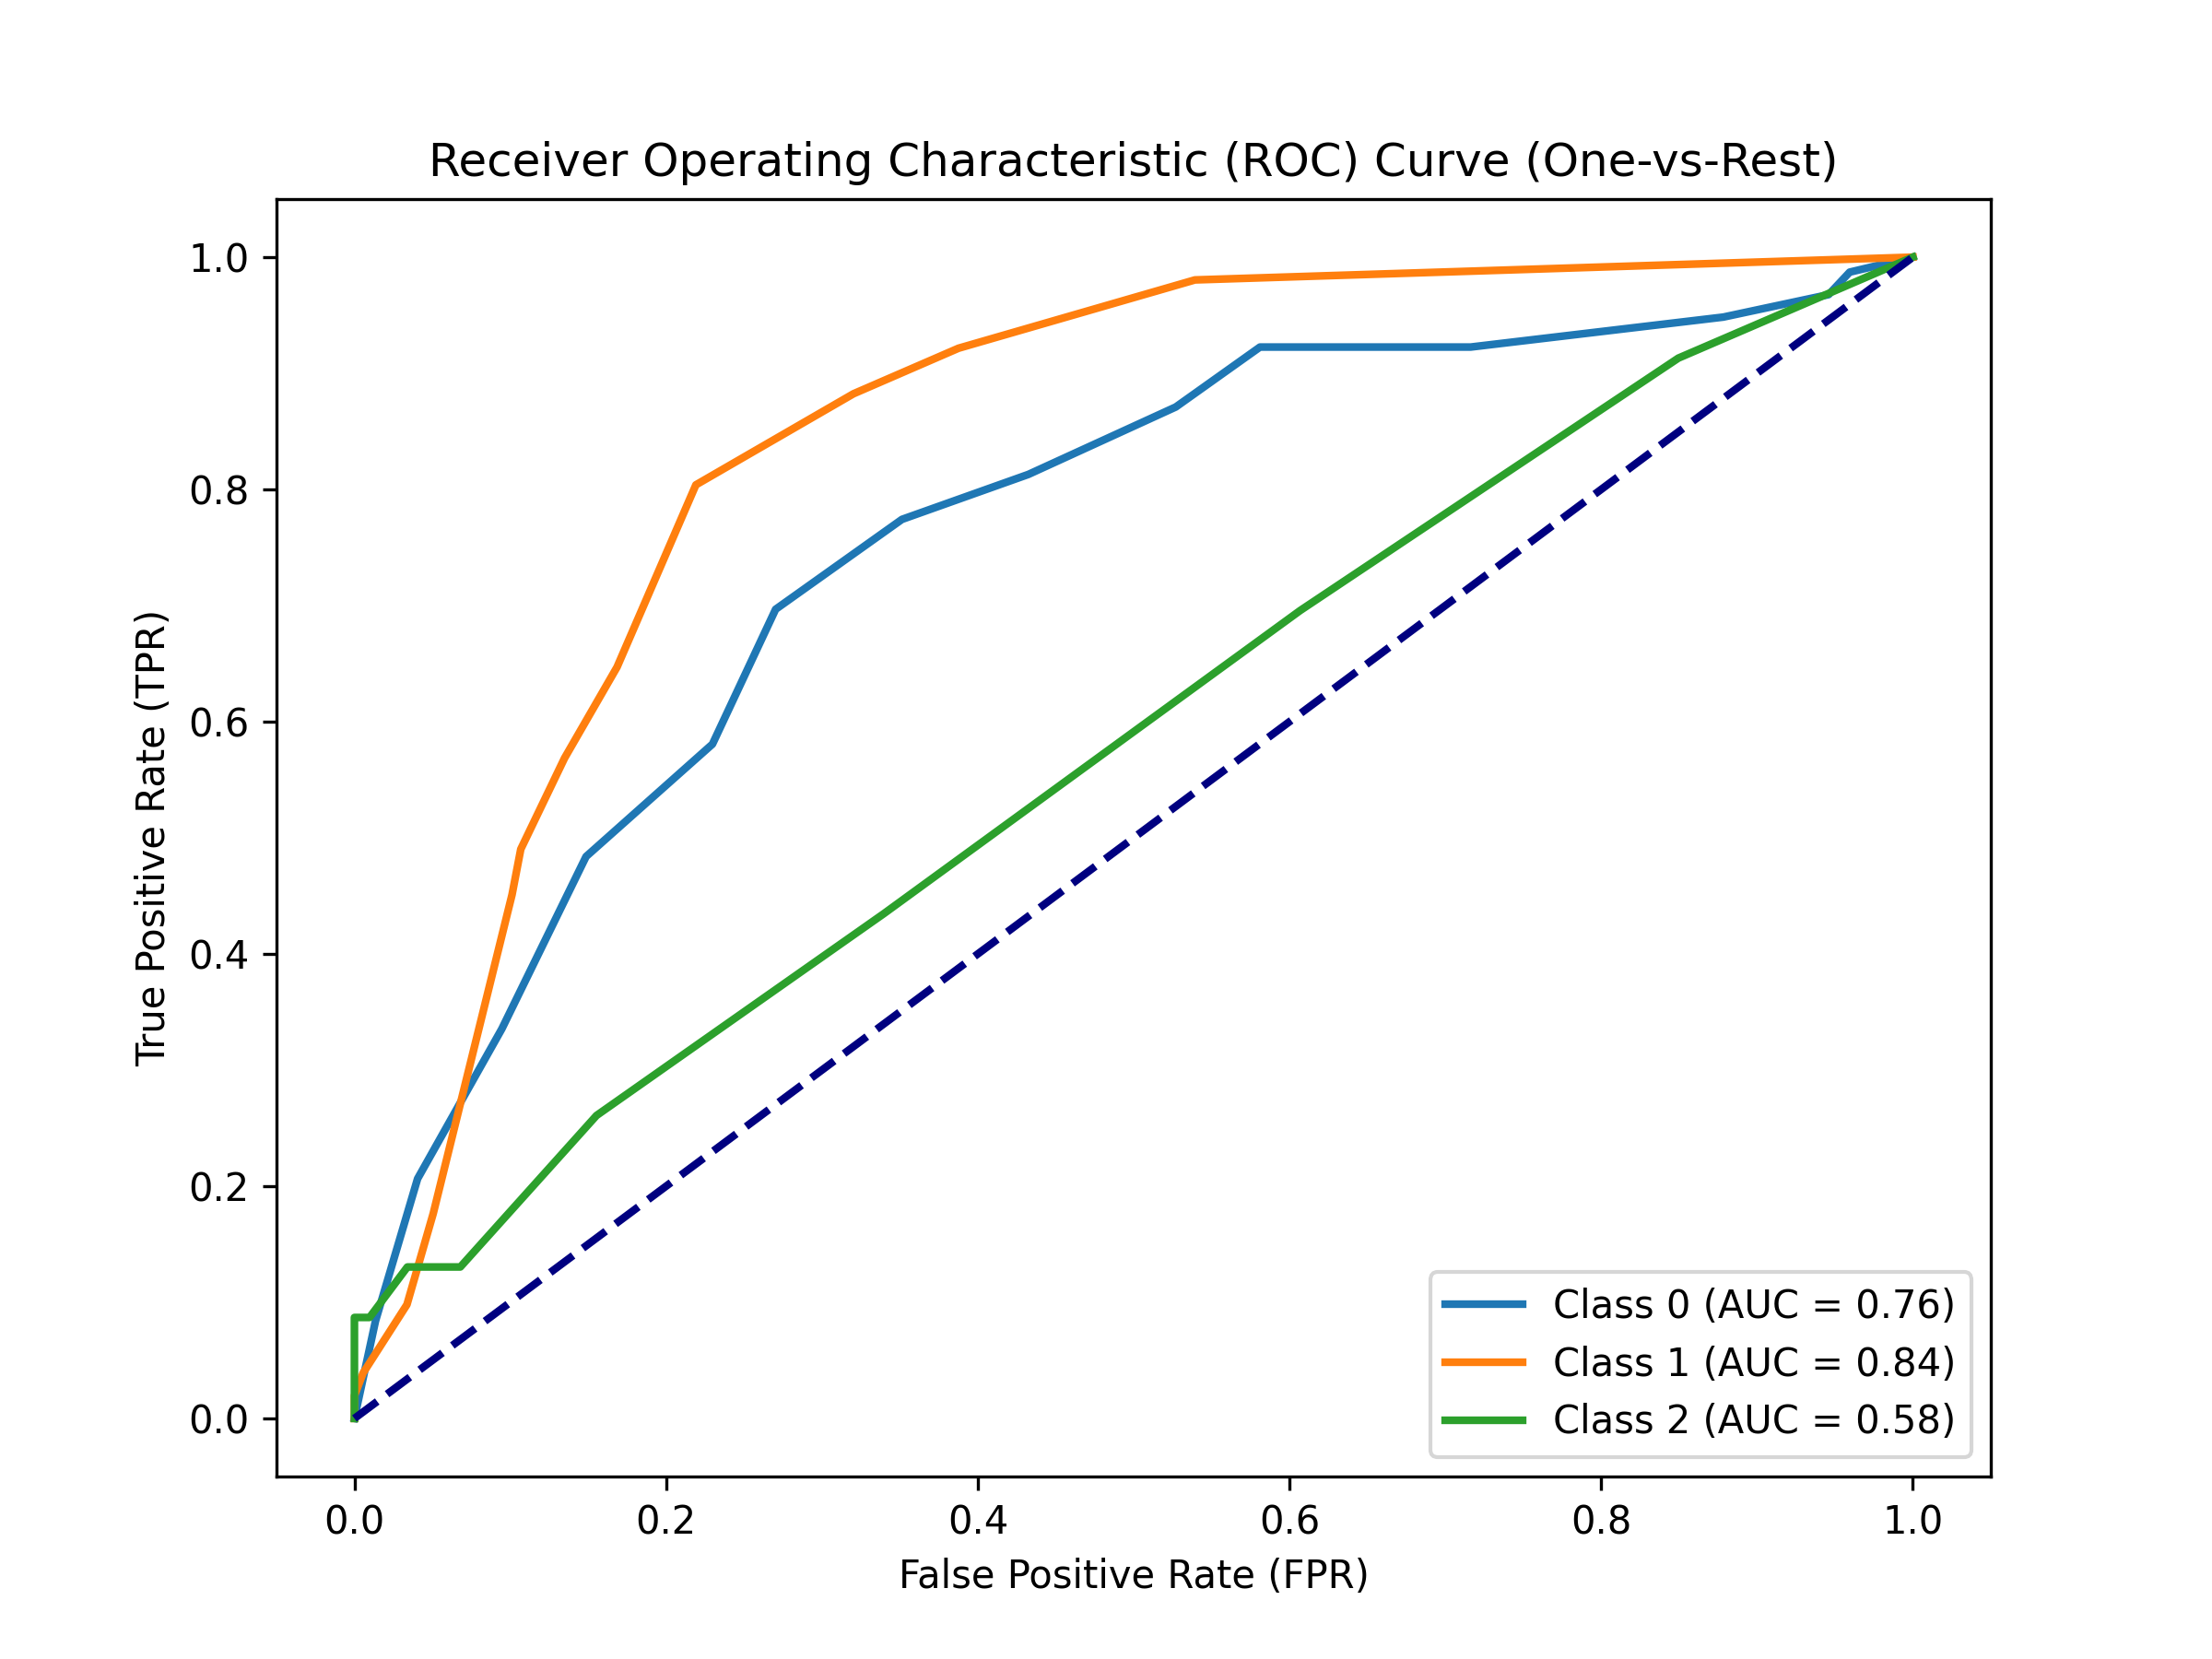 Receiver Operating Characteristic (ROC) Curve (One-vs-Rest)
True Positive Rate (TPR)
1.0
0.8
0.6
0.4
0.2
0.0
Class 0 (AUC = 0.76)
Class 1 (AUC = 0.84)
Class 2 (AUC = 0.58)
0.0 0.2 0.4 0.6 0.8 1.0
False Positive Rate (FPR)